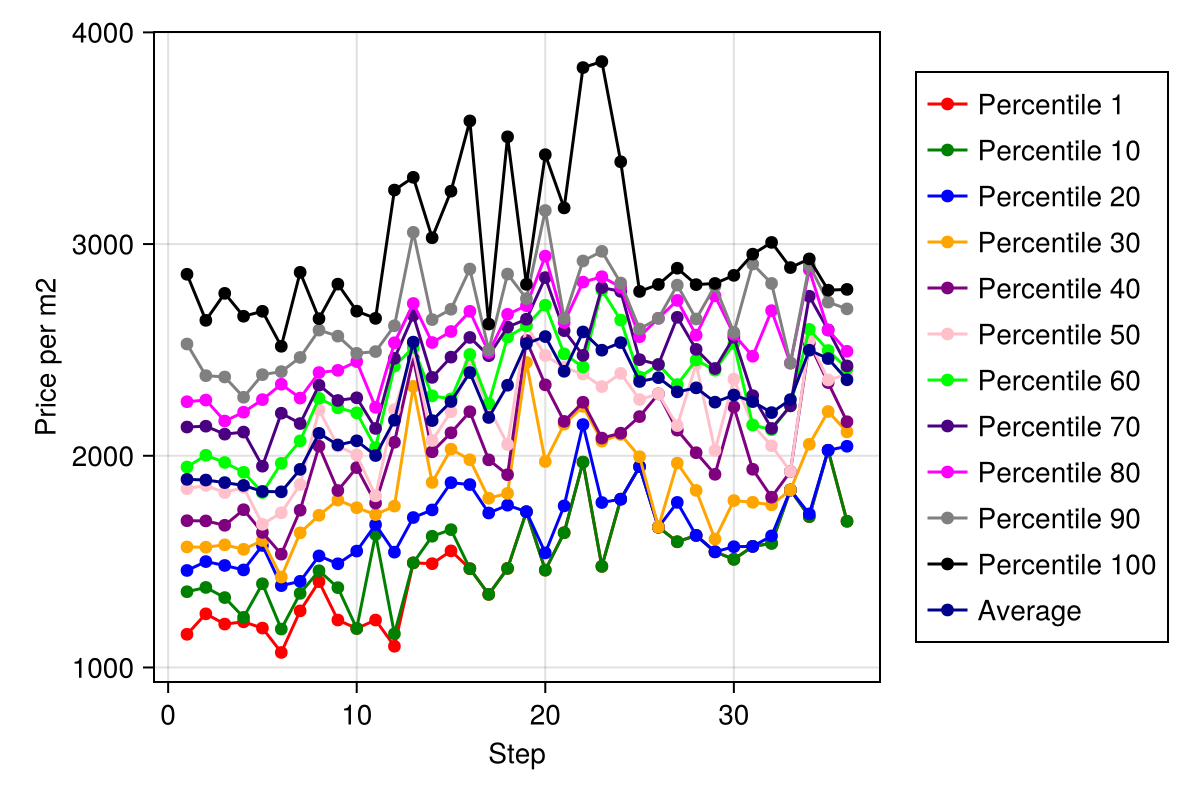 4000
3000
2000
1000
Price per m2
0
10
20
30
Step
Percentile 1
Percentile 10
Percentile 20
Percentile 30
Percentile 40
Percentile 50
Percentile 60
Percentile 70
Percentile 80
Percentile 90
Percentile 100
Average